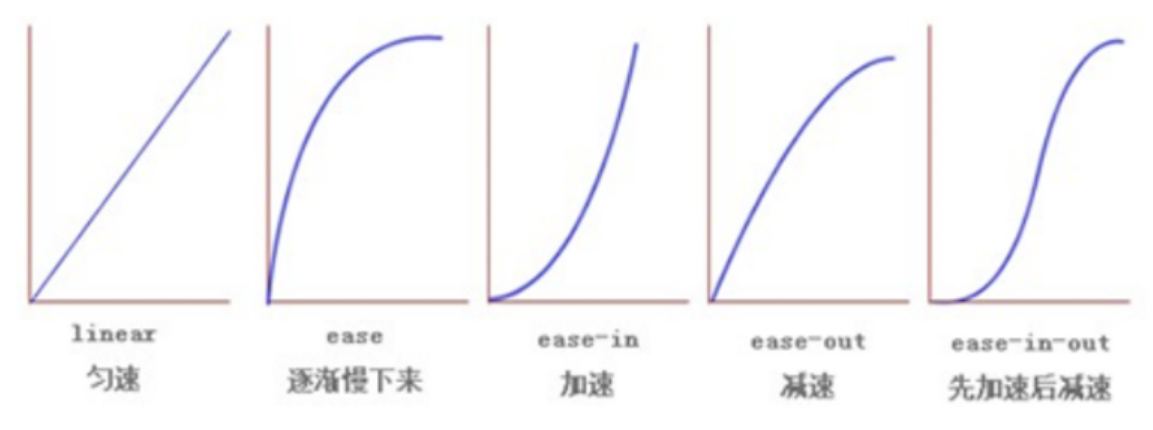 linear
匀速
ease
逐渐慢下来
ease-in
加速
ease-out
减速
ease-in-out
先加速后减速